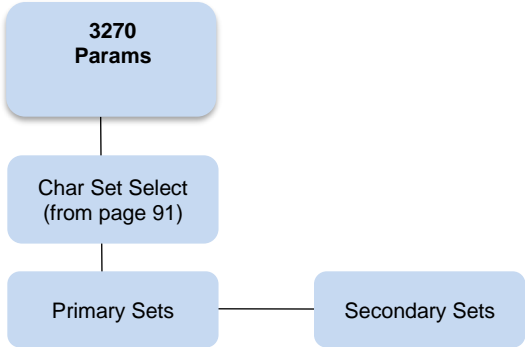 3270
Params
Char Set Select
(from page 91)
Primary Sets
Secondary Sets